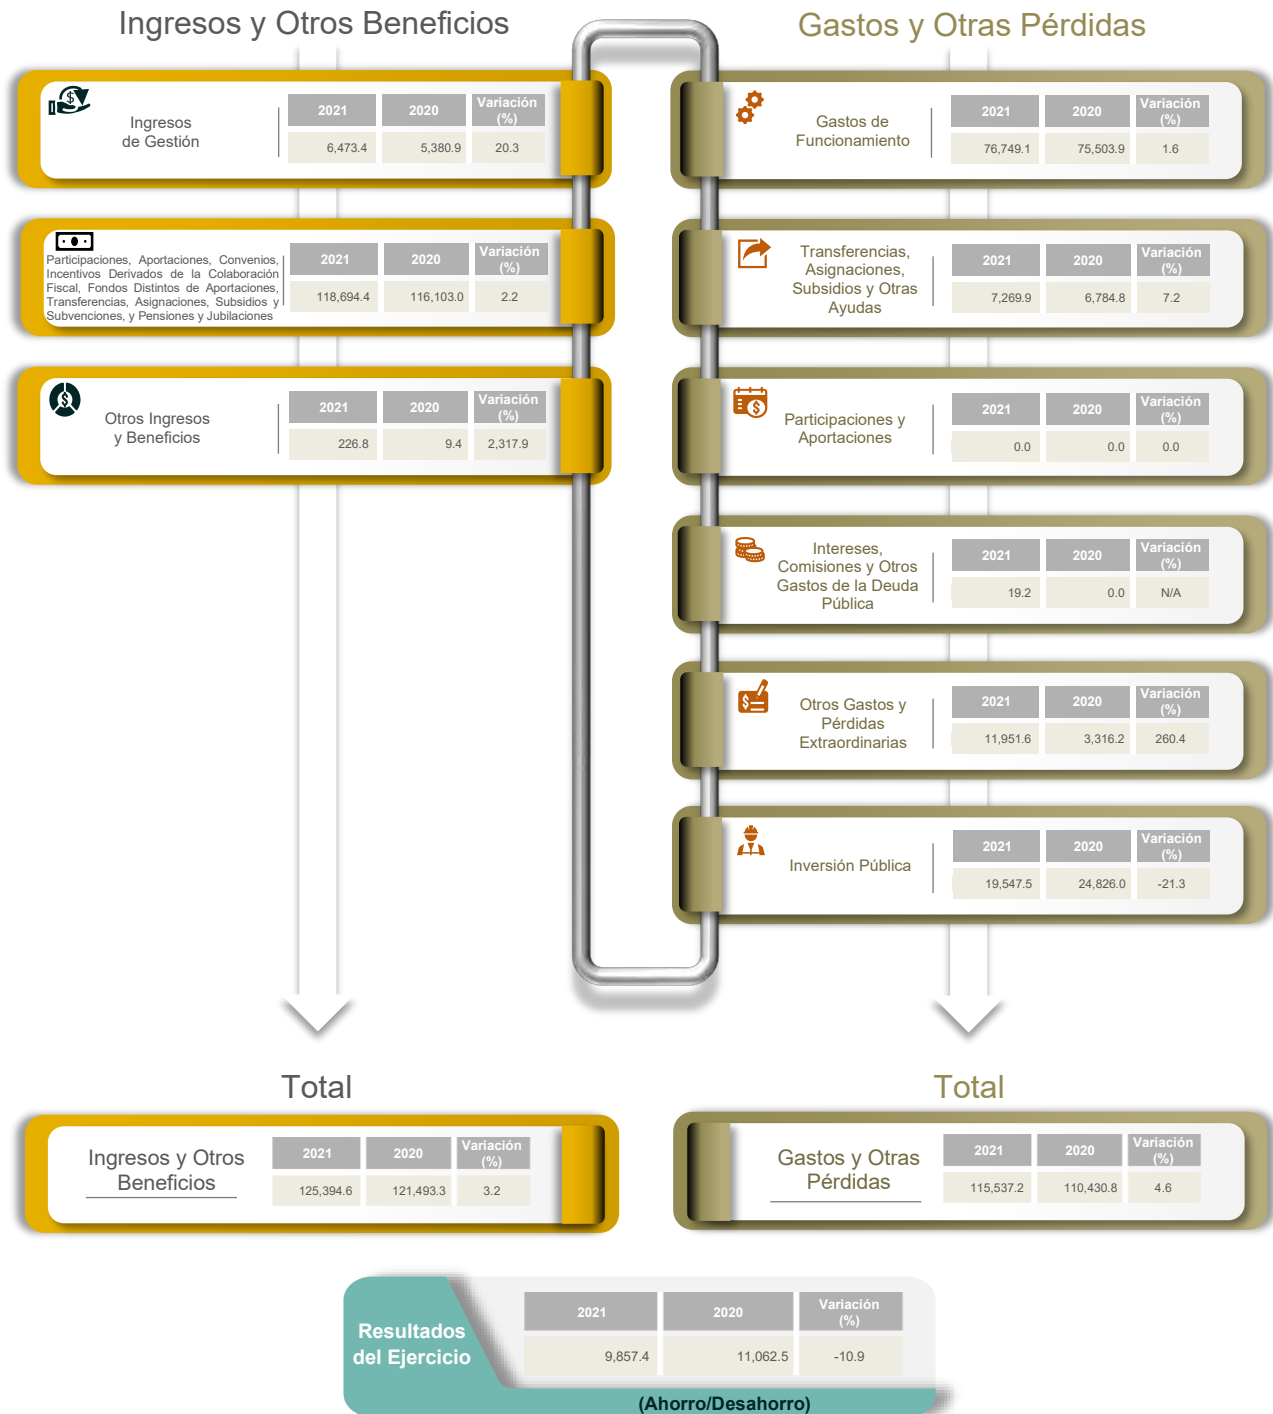 Ingresos y Otros Beneficios
Ingresos
de Gestión
2021 2020 Variación (%)
6,473.4 5,380.9 20.3
Participaciones, Aportaciones, Convenios,
Incentivos Derivados de la Colaboración
Fiscal, Fondos Distintos de Aportaciones,
Transferencias, Asignaciones, Subsidios y
Subvenciones, y Pensiones y Jubilaciones
2021 2020 Variación (%)
118,694.4 116,103.0 2.2
Otros Ingresos
y Beneficios
2021 2020 Variación (%)
226.8 9.4 2,317.9
Total
Ingresos y Otros
Beneficios
2021 2020 Variación (%)
125,394.6 121,493.3 3.2
Gastos y Otras Pérdidas
Gastos de
Funcionamiento
2021 2020 Variación (%)
76,749.1 75,503.9 1.6
Transferencias,
Asignaciones,
Subsidios y Otras
Ayudas
2021 2020 Variación (%)
7,269.9 6,784.8 7.2
Participaciones y
Aportaciones
2021 2020 Variación (%)
0.0 0.0 0.0
Intereses,
Comisiones y Otros
Gastos de la Deuda
Pública
2021 2020 Variación (%)
19.2 0.0 N/A
Otros Gastos y
Pérdidas
Extraordinarias
2021 2020 Variación (%)
11,951.6 3,316.2 260.4
Inversión Pública
2021 2020 Variación (%)
19,547.5 24,826.0 -21.3
Total
Gastos y Otras
Pérdidas
2021 2020 Variación (%)
115,537.2 110,430.8 4.6
Resultados
del Ejercicio
2021 2020 Variación (%)
9,857.4 11,062.5 -10.9
(Ahorro/Desahorro)